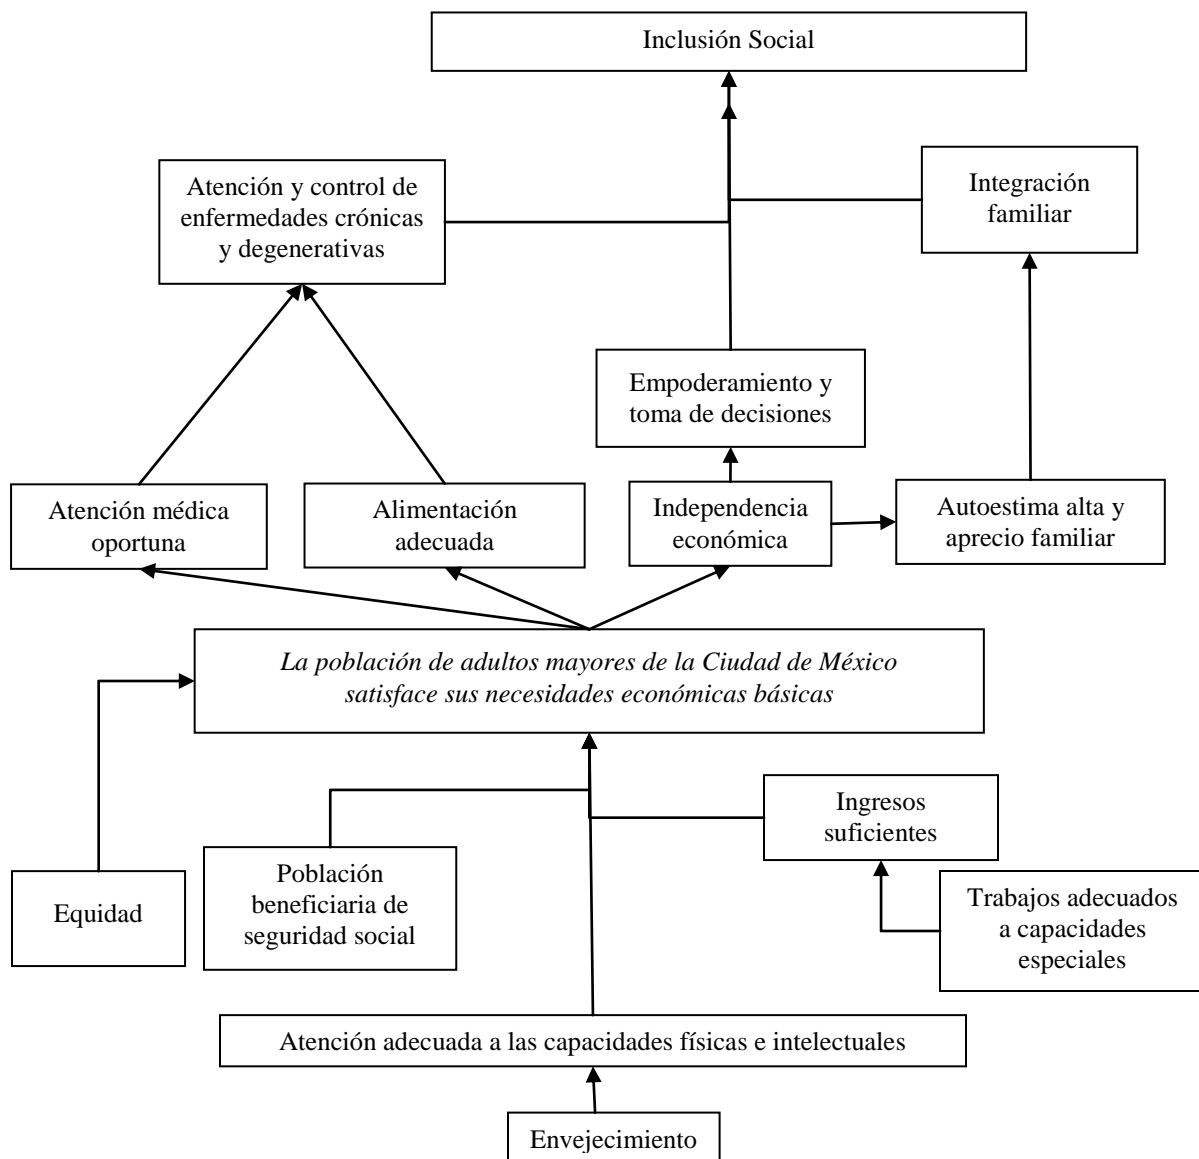 Inclusión Social
Atención y control de
enfermedades crónicas
y degenerativas
Integración
familiar
Empoderamiento y
toma de decisiones
Atención médica
oportuna
Alimentación
adecuada
Independencia
económica
Autoestima alta y
aprecio familiar
La población de adultos mayores de la Ciudad de México
satisface sus necesidades económicas básicas
Ingresos
suficientes
Equidad
Población
beneficiaria de
seguridad social
Trabajos adecuados
a capacidades
especiales
Atención adecuada a las capacidades físicas e intelectuales
Envejecimiento